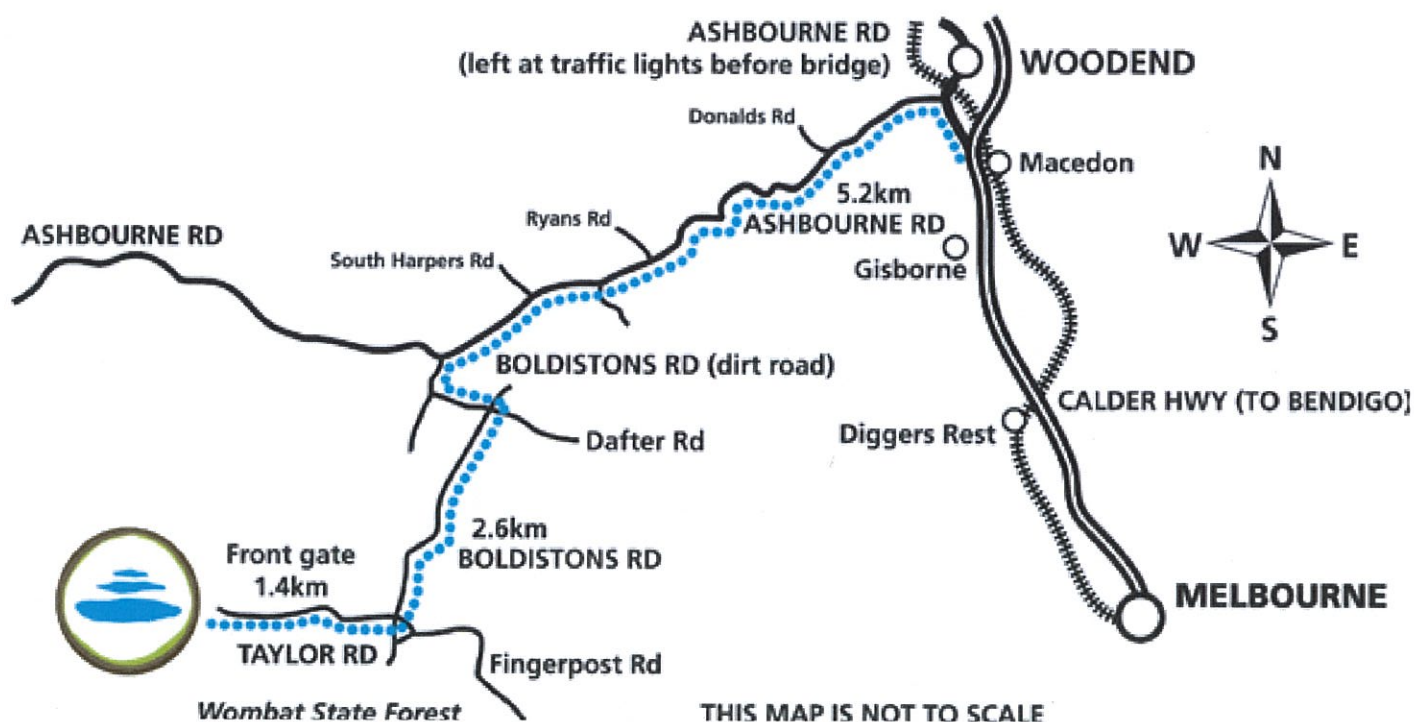 ASHBOURNE RD
(left at traffic lights before bridge)
WOODEND
Donalds Rd
Macedon
N
5.2km
ASHBOURNE RD
Ryans Rd
ASHBOURNE RD
W
E
South Harpers Rd
Gisborne
S
BOLDISTONS RD (dirt road)
CALDER HWY (TO BENDIGO)
Diggers Rest
Dafter Rd
2.6km
BOLDISTONS RD
Front gate
1.4km
MELBOURNE
TAYLOR RD
Fingerpost Rd
Wombat State Forest
THIS MAP IS NOT TO SCALE